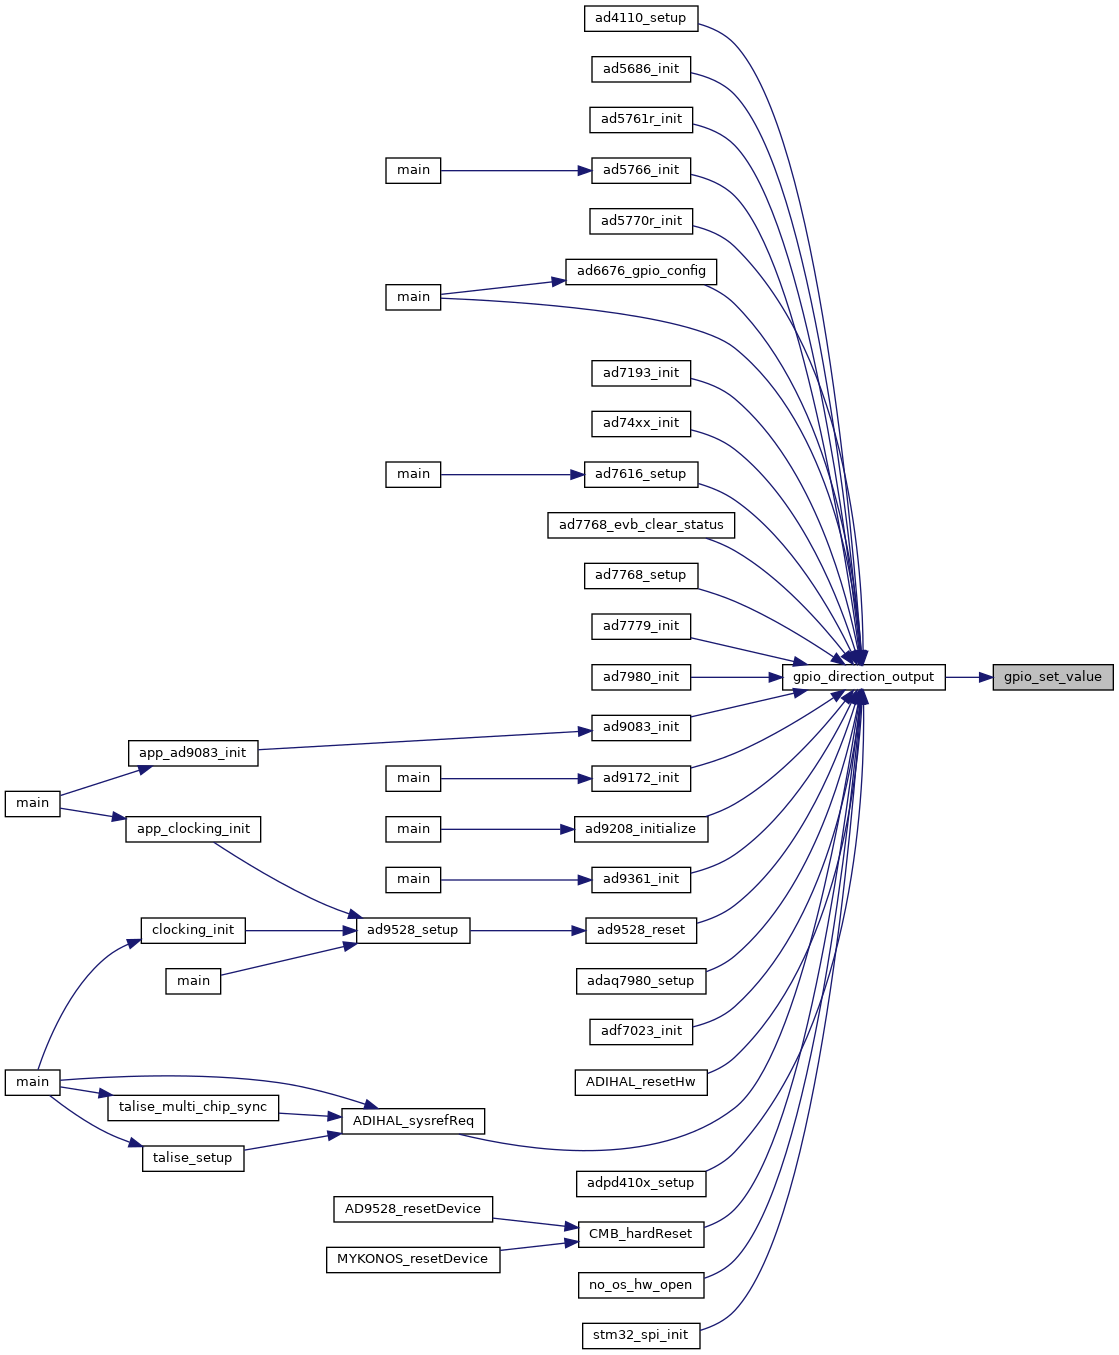 ad4110_setup
ad5686_init
ad5761r_init
main
ad5766_init
ad5770r_init
ad6676_gpio_config
main
ad7193_init
ad74xx_init
main
ad7616_setup
ad7768_evb_clear_status
ad7768_setup
ad7779_init
ad7980_init
gpio_direction_output
gpio_set_value
ad9083_init
app_ad9083_init
main
ad9172_init
main
app_clocking_init
main
ad9208_initialize
main
ad9361_init
clocking_init
ad9528_setup
ad9528_reset
main
adaq7980_setup
adf7023_init
main
ADIHAL_resetHw
talise_multi_chip_sync
ADIHAL_sysrefReq
talise_setup
adpd410x_setup
AD9528_resetDevice
CMB_hardReset
MYKONOS_resetDevice
no_os_hw_open
stm32_spi_init